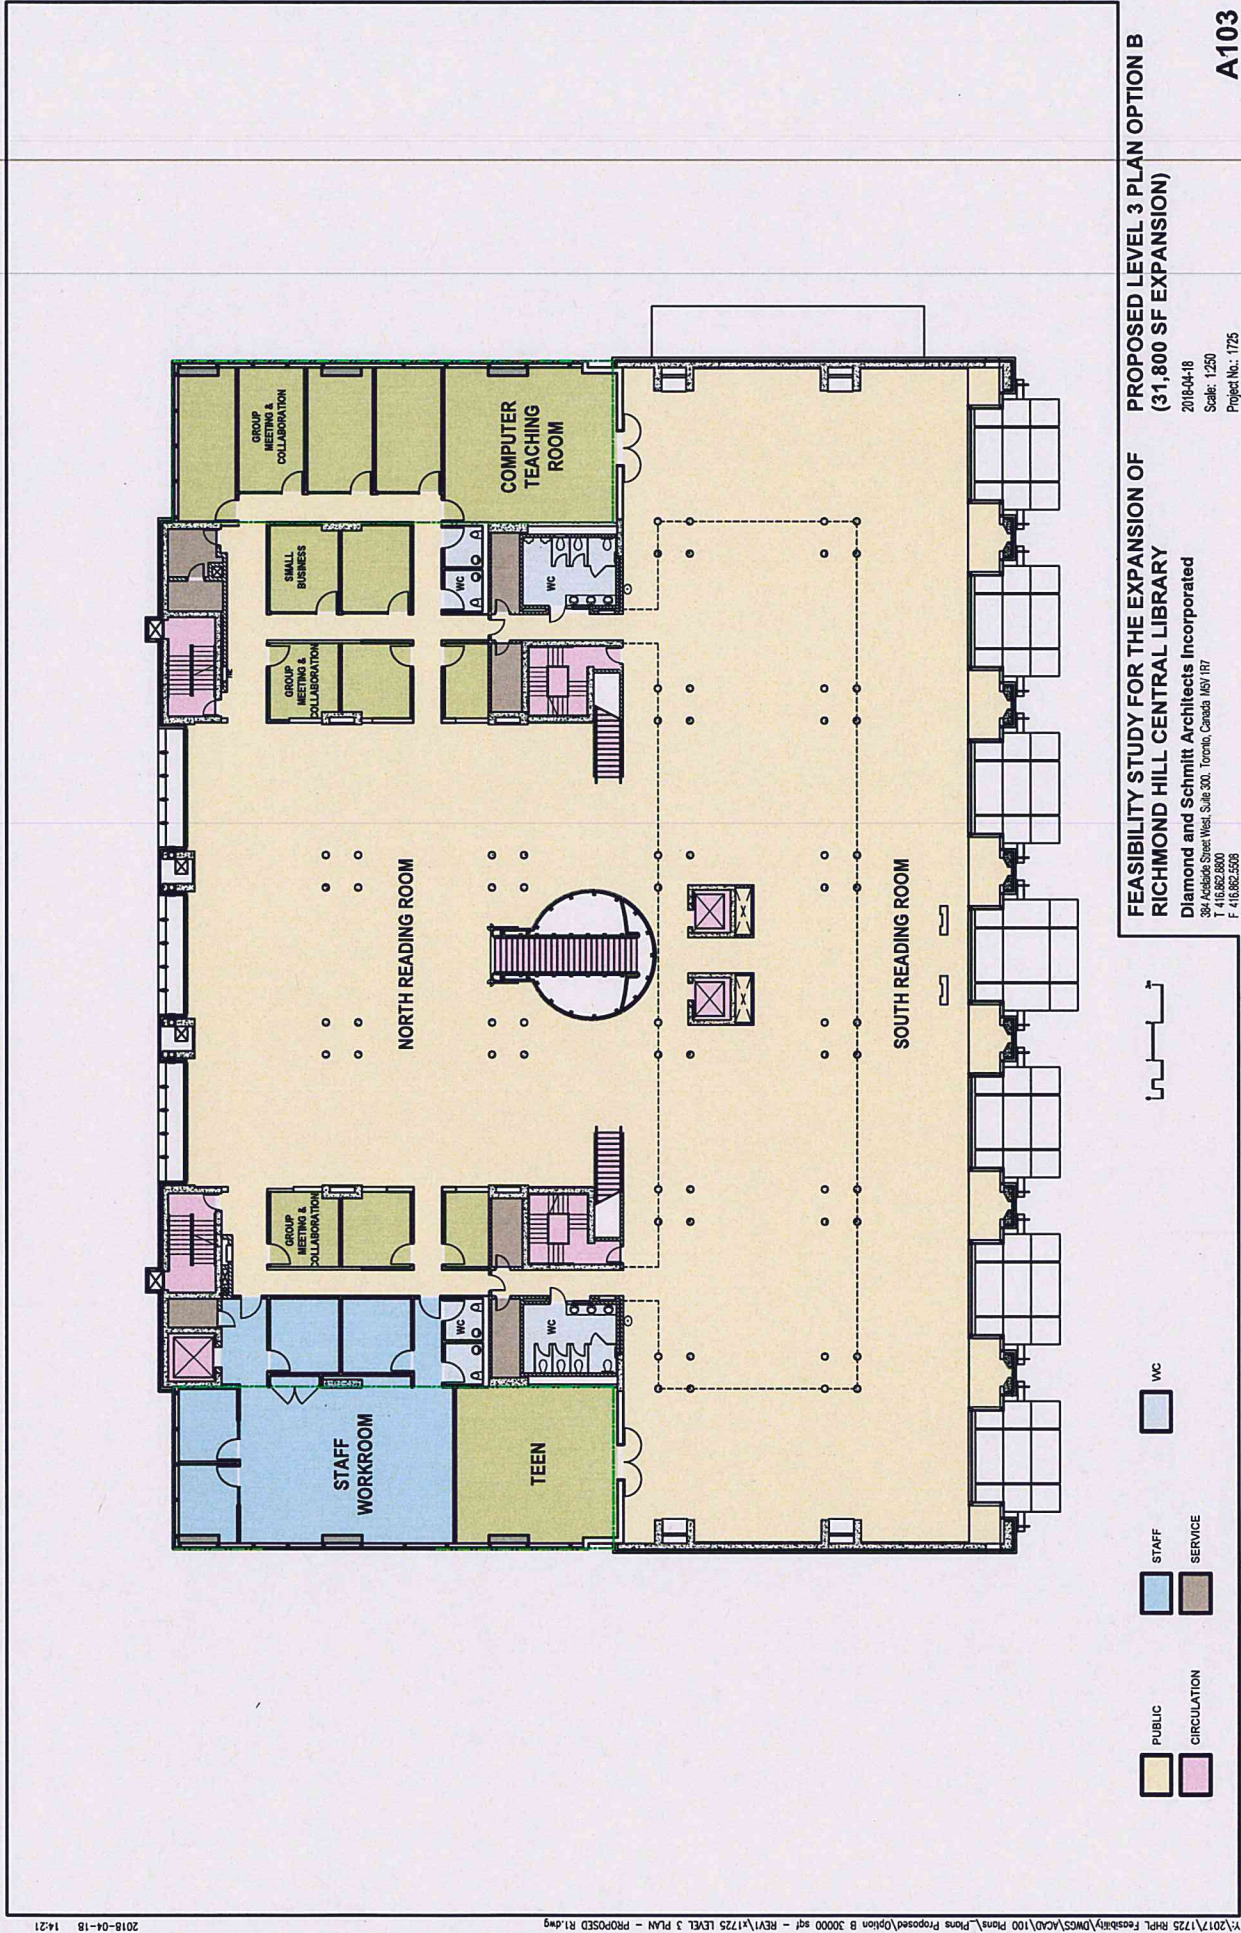 COMPUTER
TEACHING
ROOM
GROUP
MEETING &
COLLABORATION
SMALL
BUSINESS
WC
WC
GROUP
MEETING &
COLLABORATION
NORTH READING ROOM
SOUTH READING ROOM
GROUP
MEETING &
COLLABORATION
WC
WC
STAFF
WORKROOM
TEEN
PUBLIC
CIRCULATION
STAFF
SERVICE
WC
FEASIBILITY STUDY FOR THE EXPANSION OF
RICHMOND HILL CENTRAL LIBRARY
Diamond and Schmitt Architects Incorporated
384 Adelaide Street West, Suite 300, Toronto, Canada M5V 1R7
T 416.862.8800
F 416.862.5508
PROPOSED LEVEL 3 PLAN OPTION B
(31,800 SF EXPANSION)
2018-04-18
Scale: 1:250
Project No.: 1725
A103
Y:\2017\1725 RHPL Feasibility\DWGS\ACAD\100 Plans\_Plans Proposed\Option B 30000 sqf - REV1\x1725 LEVEL 3 PLAN - PROPOSED R1.dwg
2018-04-18 14:21